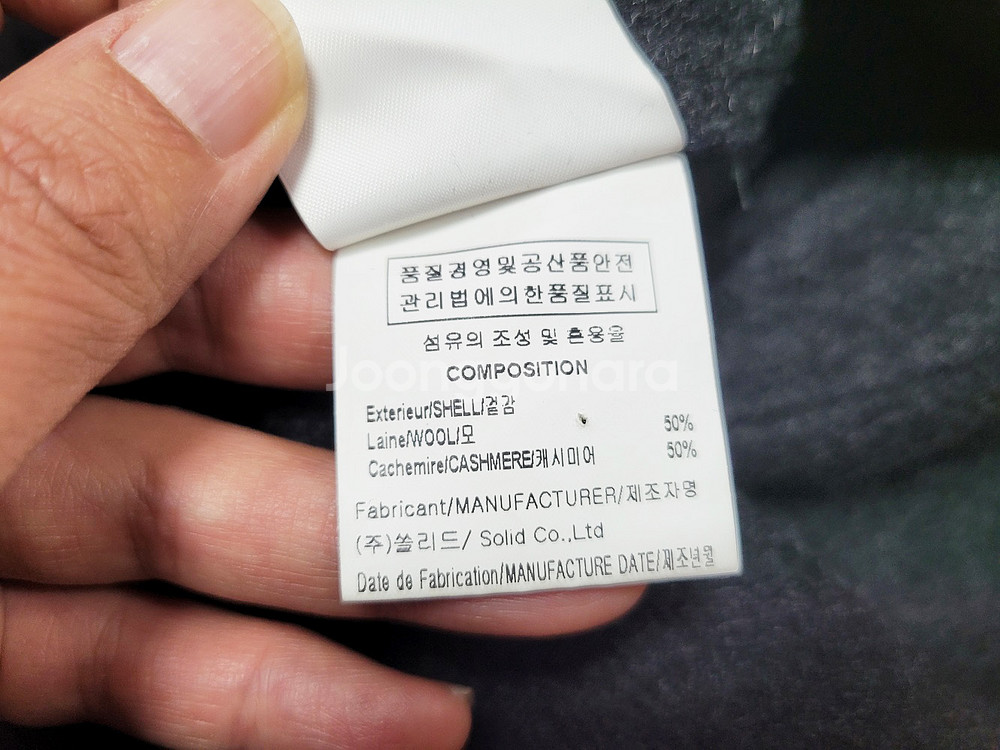 품질경영및공산품안전
관리법에의한품질표시
섬유의 조성 및 혼용율
COMPOSITION
Exterieur/SHELL/겉감
Laine/WOOL/모 50%
Cachemire/CASHMERE/캐시미어 50%
Fabricant/MANUFACTURER/제조자명
(주)쏠리드/ Solid Co.,Ltd
Date de Fabrication/MANUFACTURE DATE/제조년월